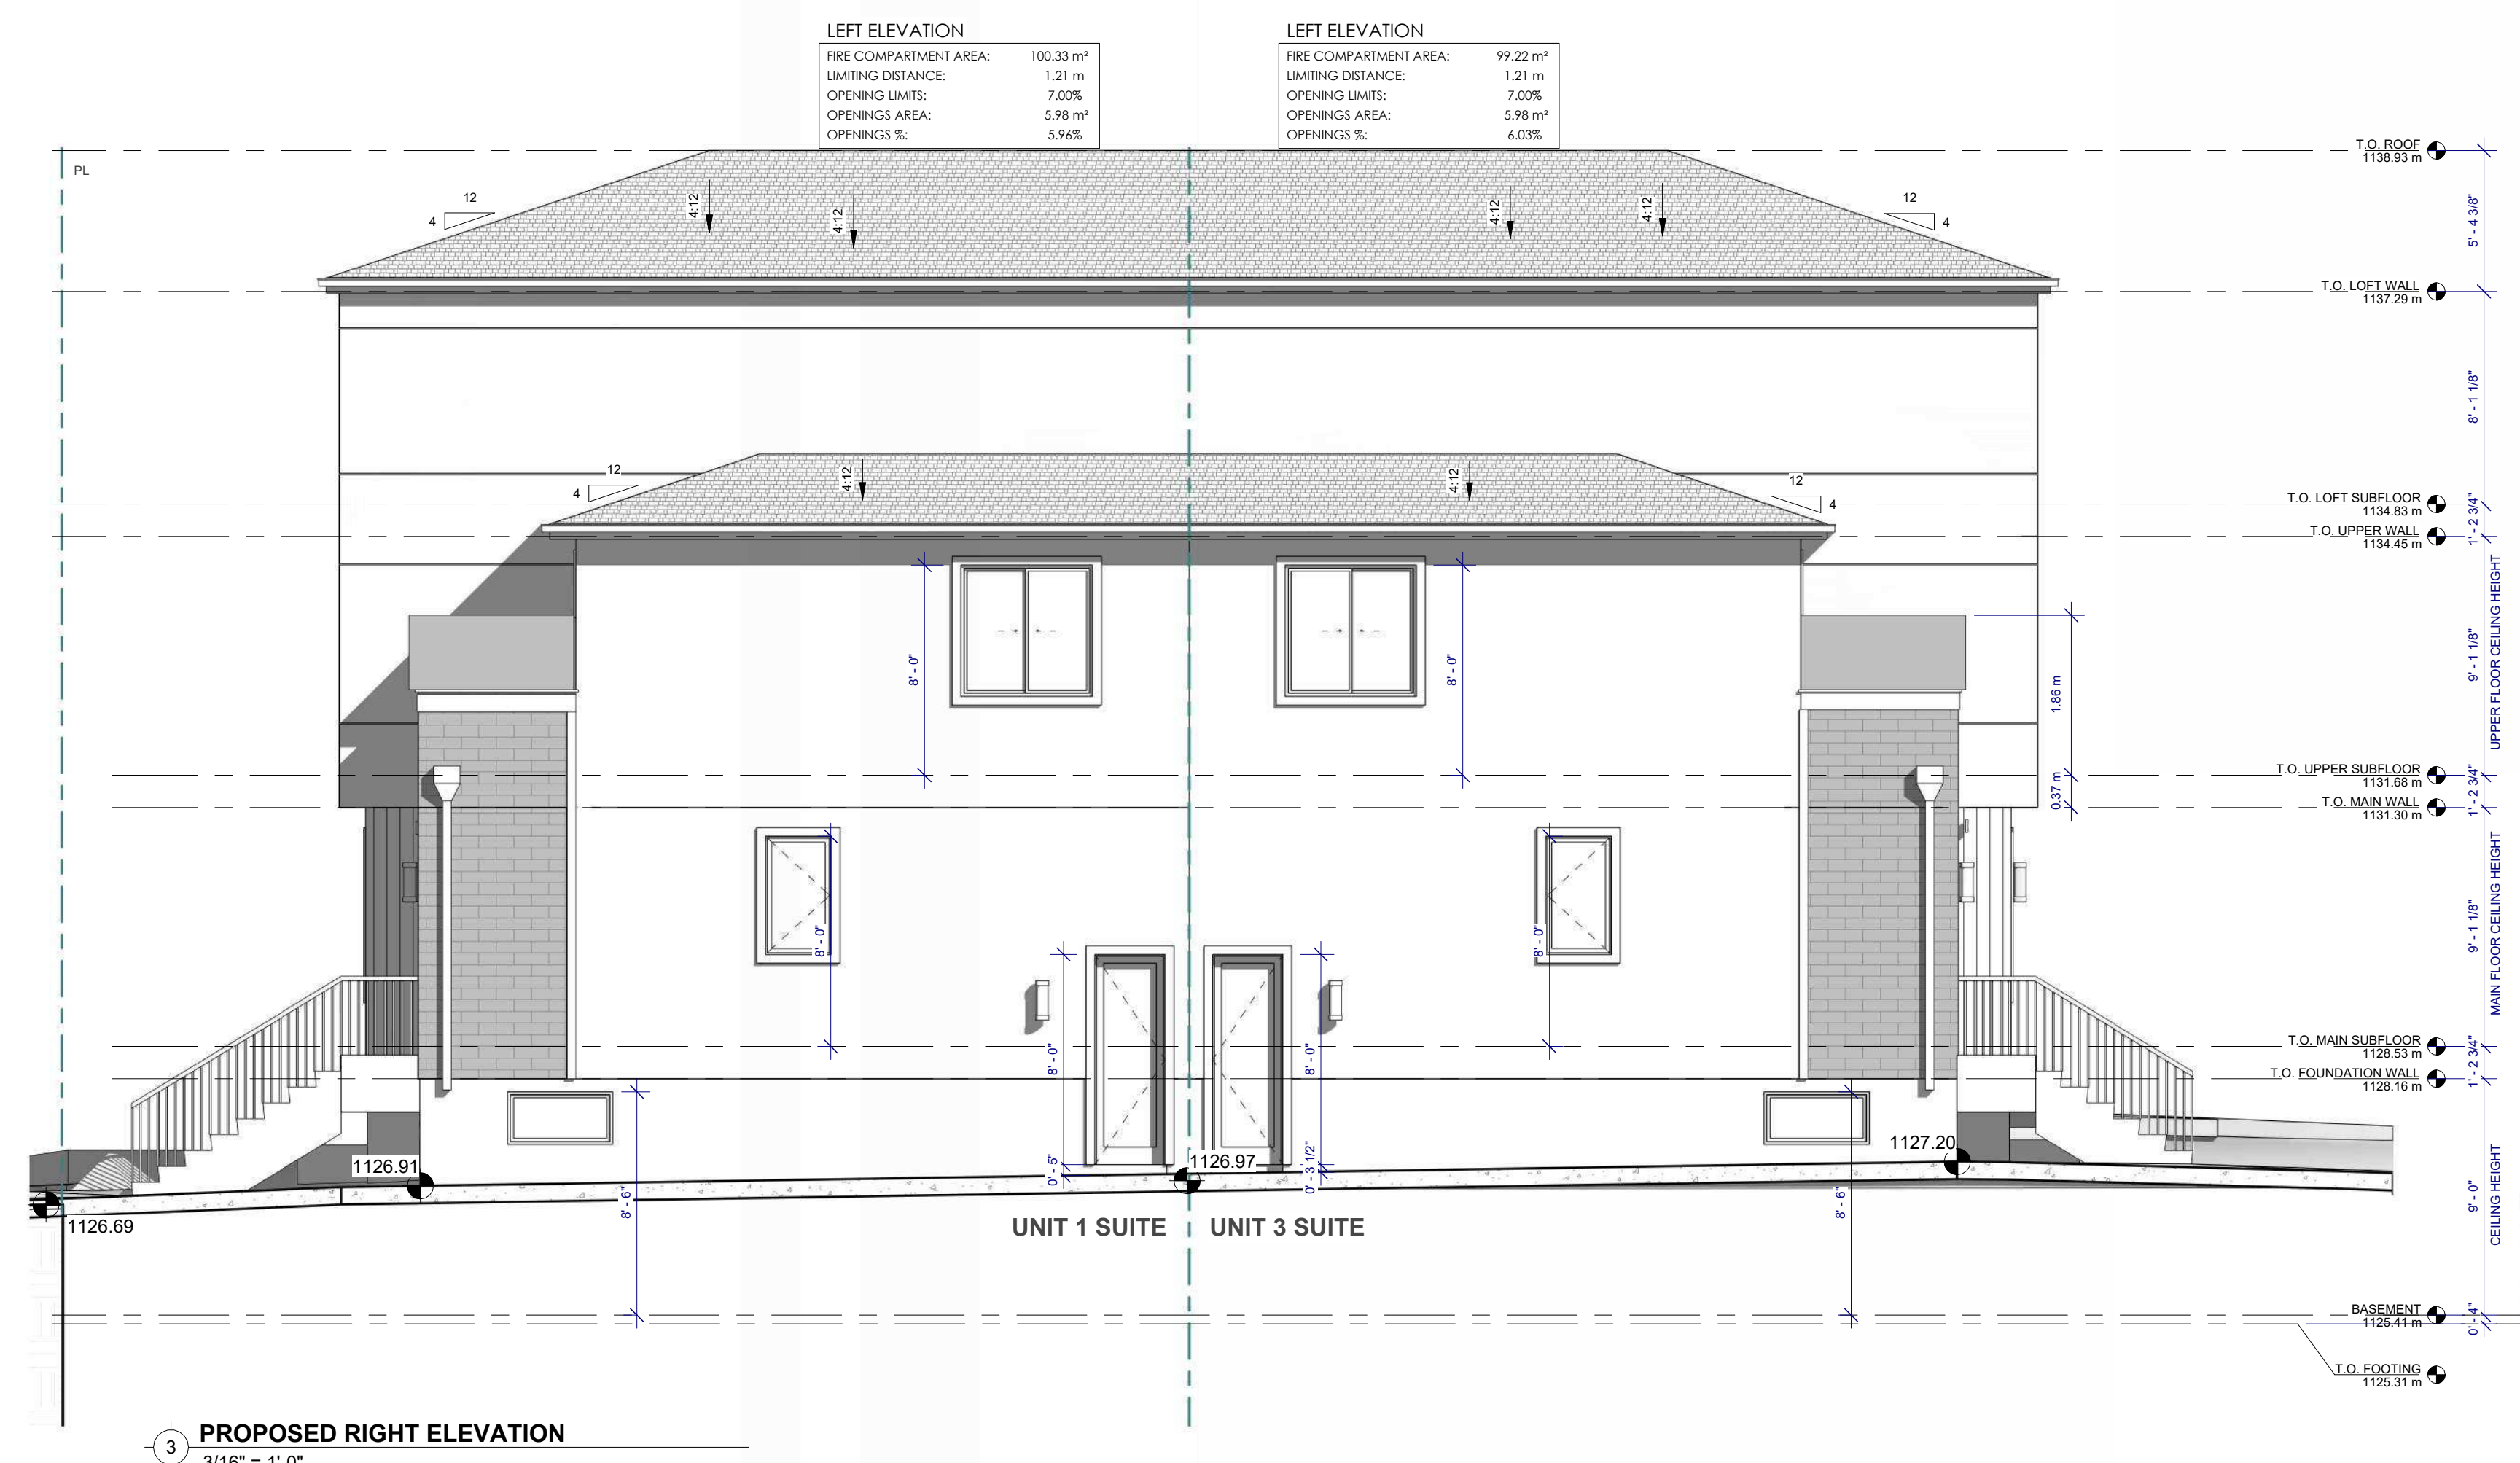 LEFT ELEVATION
FIRE COMPARTMENT AREA: 100.33 m²
LIMITING DISTANCE: 1.21 m
OPENING LIMITS: 7.00%
OPENINGS AREA: 5.98 m²
OPENINGS %: 5.96%
LEFT ELEVATION
FIRE COMPARTMENT AREA: 99.22 m²
LIMITING DISTANCE: 1.21 m
OPENING LIMITS: 7.00%
OPENINGS AREA: 5.98 m²
OPENINGS %: 6.03%
PL
12
4
4:12
4:12
4:12
4:12
12
4
T.O. ROOF
1138.93 m
5' - 4 3/8"
T.O. LOFT WALL
1137.29 m
8' - 1 1/8"
12
4
4:12
4:12
12
4
T.O. LOFT SUBFLOOR
1134.83 m
1' - 2 3/4"
T.O. UPPER WALL
1134.45 m
8' - 0"
8' - 0"
1.86 m
9' - 1 1/8"
UPPER FLOOR CEILING HEIGHT
T.O. UPPER SUBFLOOR
1131.68 m
0.37 m
1' - 2 3/4"
T.O. MAIN WALL
1131.30 m
8' - 0"
8' - 0"
9' - 1 1/8"
MAIN FLOOR CEILING HEIGHT
8' - 0"
8' - 0"
T.O. MAIN SUBFLOOR
1128.53 m
1' - 2 3/4"
T.O. FOUNDATION WALL
1128.16 m
1126.91
0' - 5"
1126.97
0' - 3 1/2"
1127.20
1126.69
8' - 6"
8' - 6"
9' - 0"
CEILING HEIGHT
UNIT 1 SUITE
UNIT 3 SUITE
BASEMENT
1125.41 m
0' - 4"
T.O. FOOTING
1125.31 m
3
PROPOSED RIGHT ELEVATION
3/16" = 1'-0"